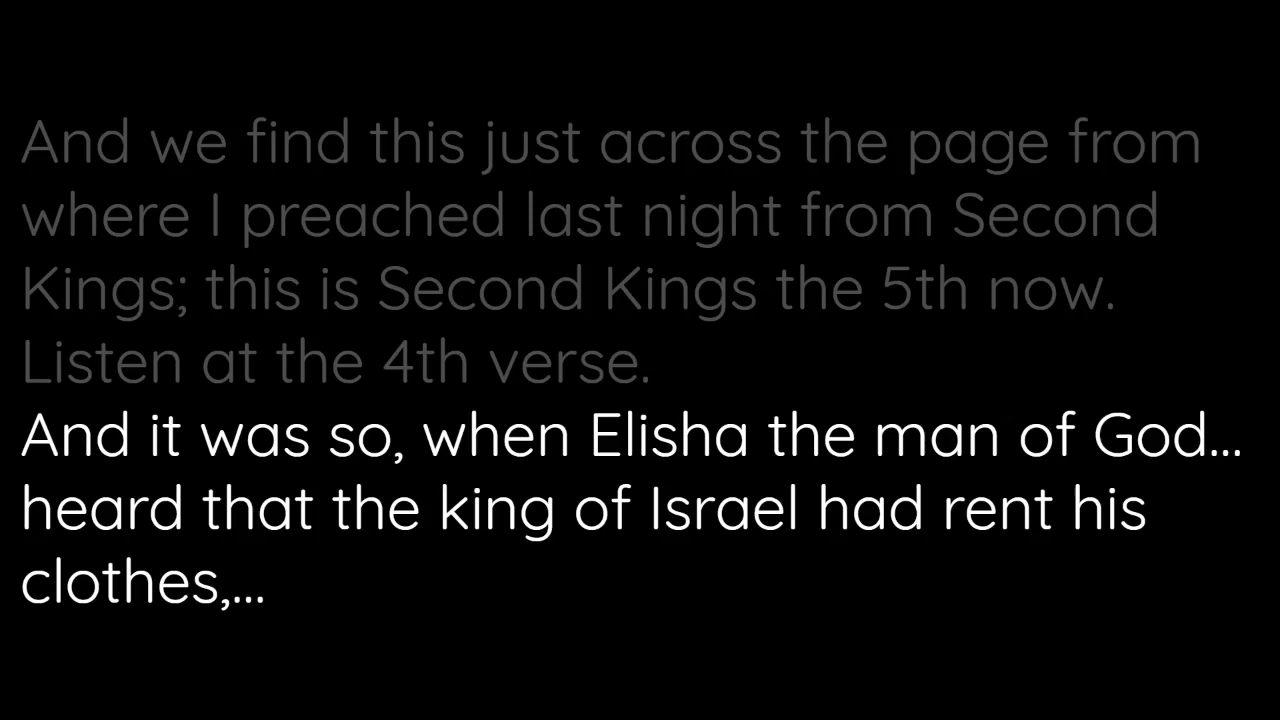 And we find this just across the page from
where I preached last night from Second
Kings; this is Second Kings the 5th now.
Listen at the 4th verse.
And it was so, when Elisha the man of God...
heard that the king of Israel had rent his
clothes,...